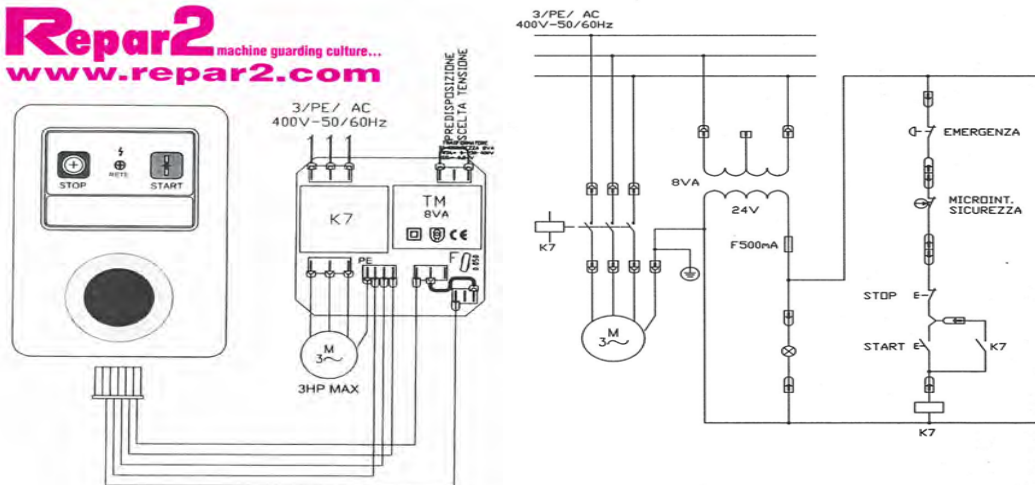 Repar2 machine guarding culture...
www.repar2.com
3/PE/ AC
400V-50/60Hz
PREDISPOSIZIONE
SCELTA TENSIONE
STOP
RETE
START
K7
TM
8VA
CE
PE
F
M
3~
3HP MAX
3/PE/ AC
400V-50/60Hz
8VA
24V
F500mA
K7
M
3~
EMERGENZA
MICROINT.
SICUREZZA
STOP E
START E
K7
K7